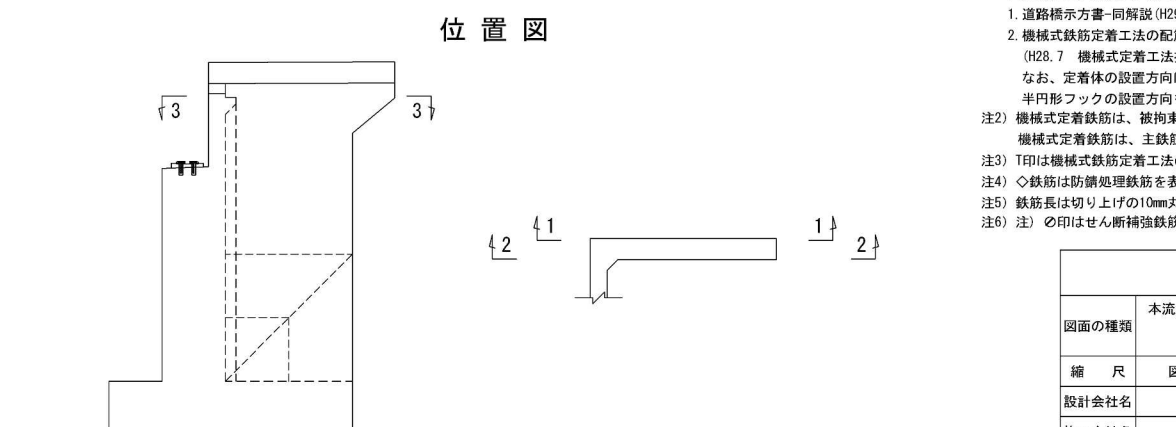 位置図
3 3
1 1
2 2
1. 道路橋示方書-同解説(H29
2. 機械式鉄筋定着工法の配
(H28.7 機械式定着工法
なお、定着体の設置方向
半円形フックの設置方向
注2) 機械式定着鉄筋は、被拘束
機械式定着鉄筋は、主鉄筋
注3) T印は機械式鉄筋定着工法
注4) ◇鉄筋は防錆処理鉄筋を表
注5) 鉄筋長は切り上げの10mm
注6) 注) ⊘印はせん断補強鉄筋
図面の種類 本流
縮 尺 図
設計会社名